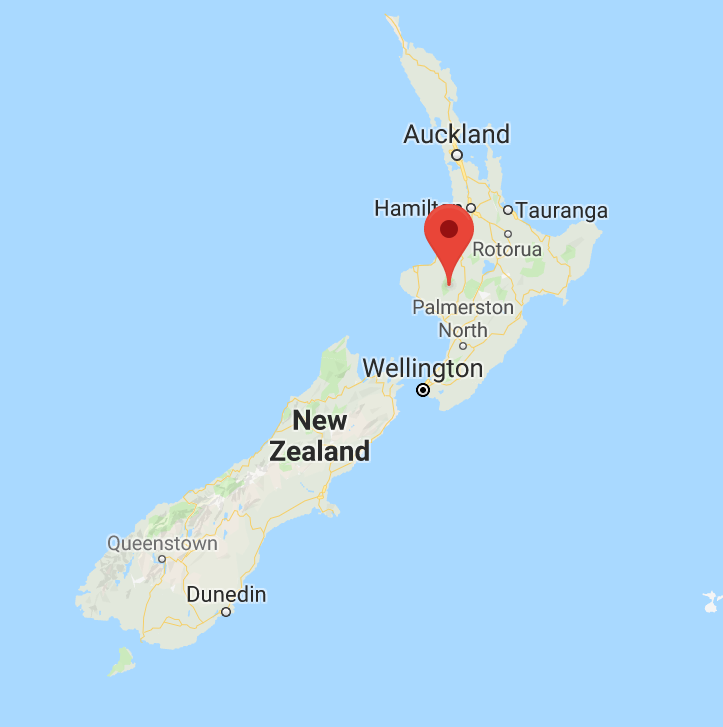 Auckland
Hamilton
Tauranga
Rotorua
Palmerston
North
Wellington
New
Zealand
Queenstown
Dunedin